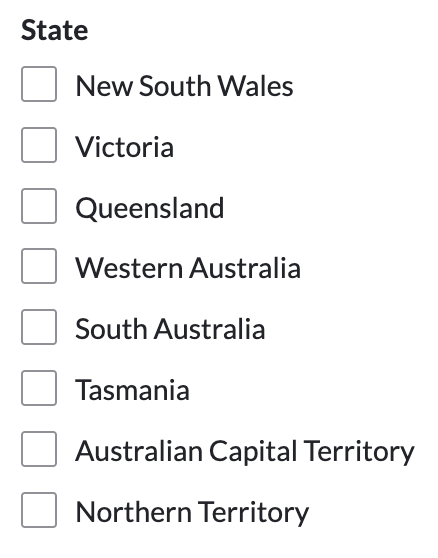 State
New South Wales
Victoria
Queensland
Western Australia
South Australia
Tasmania
Australian Capital Territory
Northern Territory